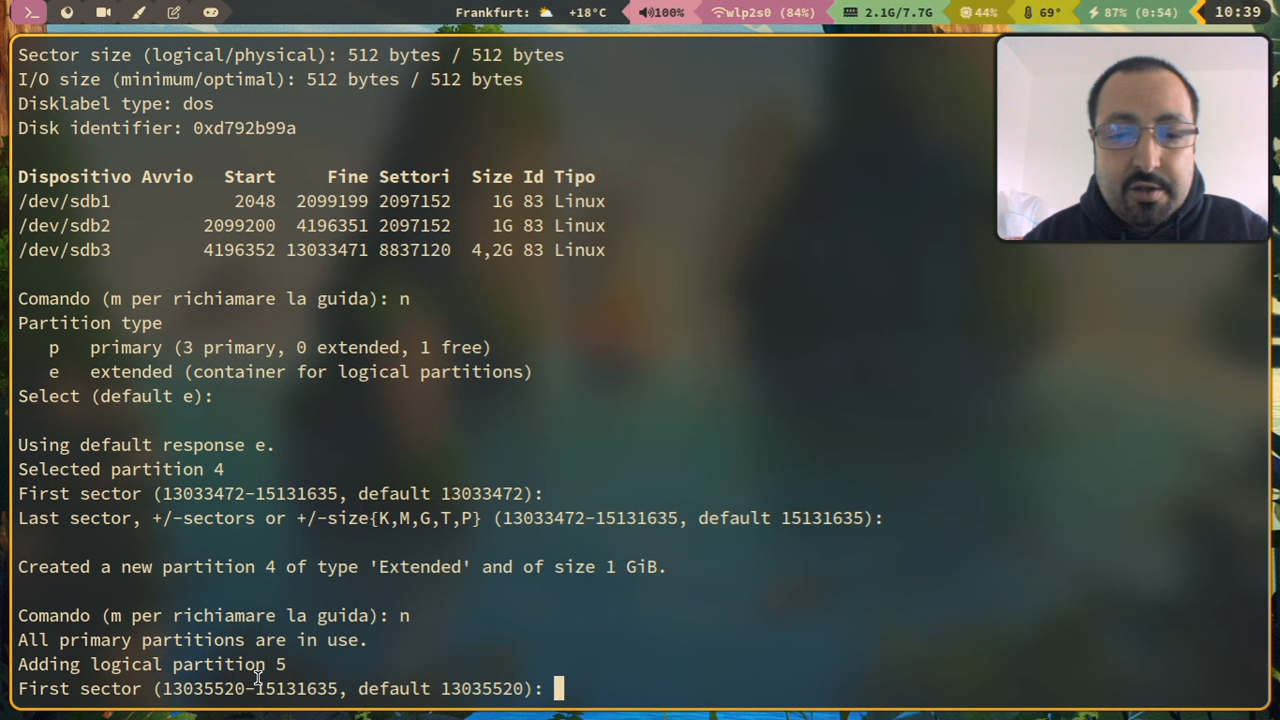 Frankfurt: +18°C 100% wlp2s0 (84%) 2.1G/7.7G 44% 69° 87% (0:54) 10:39
Sector size (logical/physical): 512 bytes / 512 bytes
I/O size (minimum/optimal): 512 bytes / 512 bytes
Disklabel type: dos
Disk identifier: 0xd792b99a
Dispositivo Avvio Start Fine Settori Size Id Tipo
/dev/sdb1 2048 2099199 2097152 1G 83 Linux
/dev/sdb2 2099200 4196351 2097152 1G 83 Linux
/dev/sdb3 4196352 13033471 8837120 4,2G 83 Linux
Comando (m per richiamare la guida): n
Partition type
p primary (3 primary, 0 extended, 1 free)
e extended (container for logical partitions)
Select (default e):
Using default response e.
Selected partition 4
First sector (13033472-15131635, default 13033472):
Last sector, +/-sectors or +/-size{K,M,G,T,P} (13033472-15131635, default 15131635):
Created a new partition 4 of type 'Extended' and of size 1 GiB.
Comando (m per richiamare la guida): n
All primary partitions are in use.
Adding logical partition 5
First sector (13035520-15131635, default 13035520):